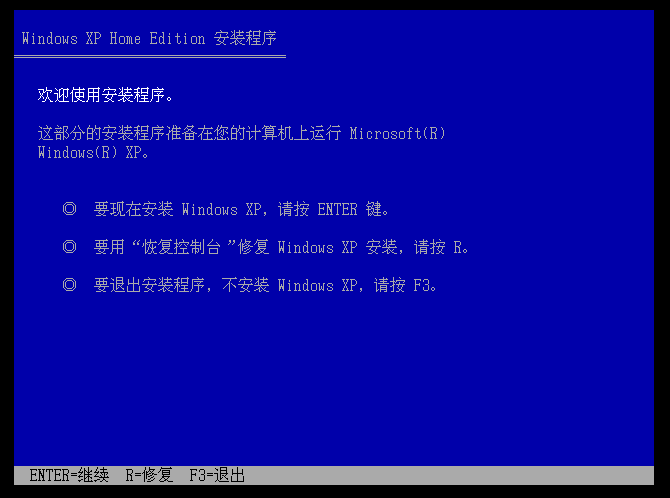 Windows XP Home Edition 安装程序
欢迎使用安装程序。
这部分的安装程序准备在您的计算机上运行 Microsoft(R)
Windows(R) XP。
◎ 要现在安装 Windows XP，请按 ENTER 键。
◎ 要用“恢复控制台 ”修复 Windows XP 安装，请按 R。
◎ 要退出安装程序，不安装 Windows XP，请按 F3。
ENTER=继续 R=修复 F3=退出